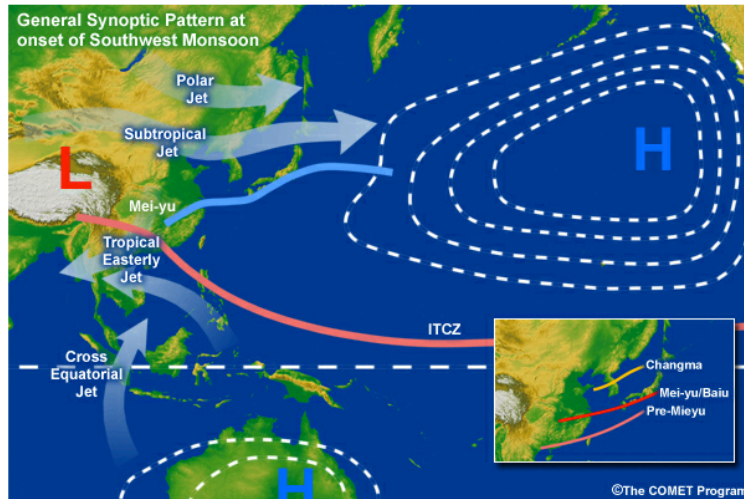 General Synoptic Pattern at
onset of Southwest Monsoon
Polar
Jet
Subtropical
Jet
H
L
Mei-yu
Tropical
Easterly
Jet
ITCZ
Cross
Equatorial
Jet
Changma
Mei-yu/Baiu
Pre-Mieyu
H
©The COMET Program